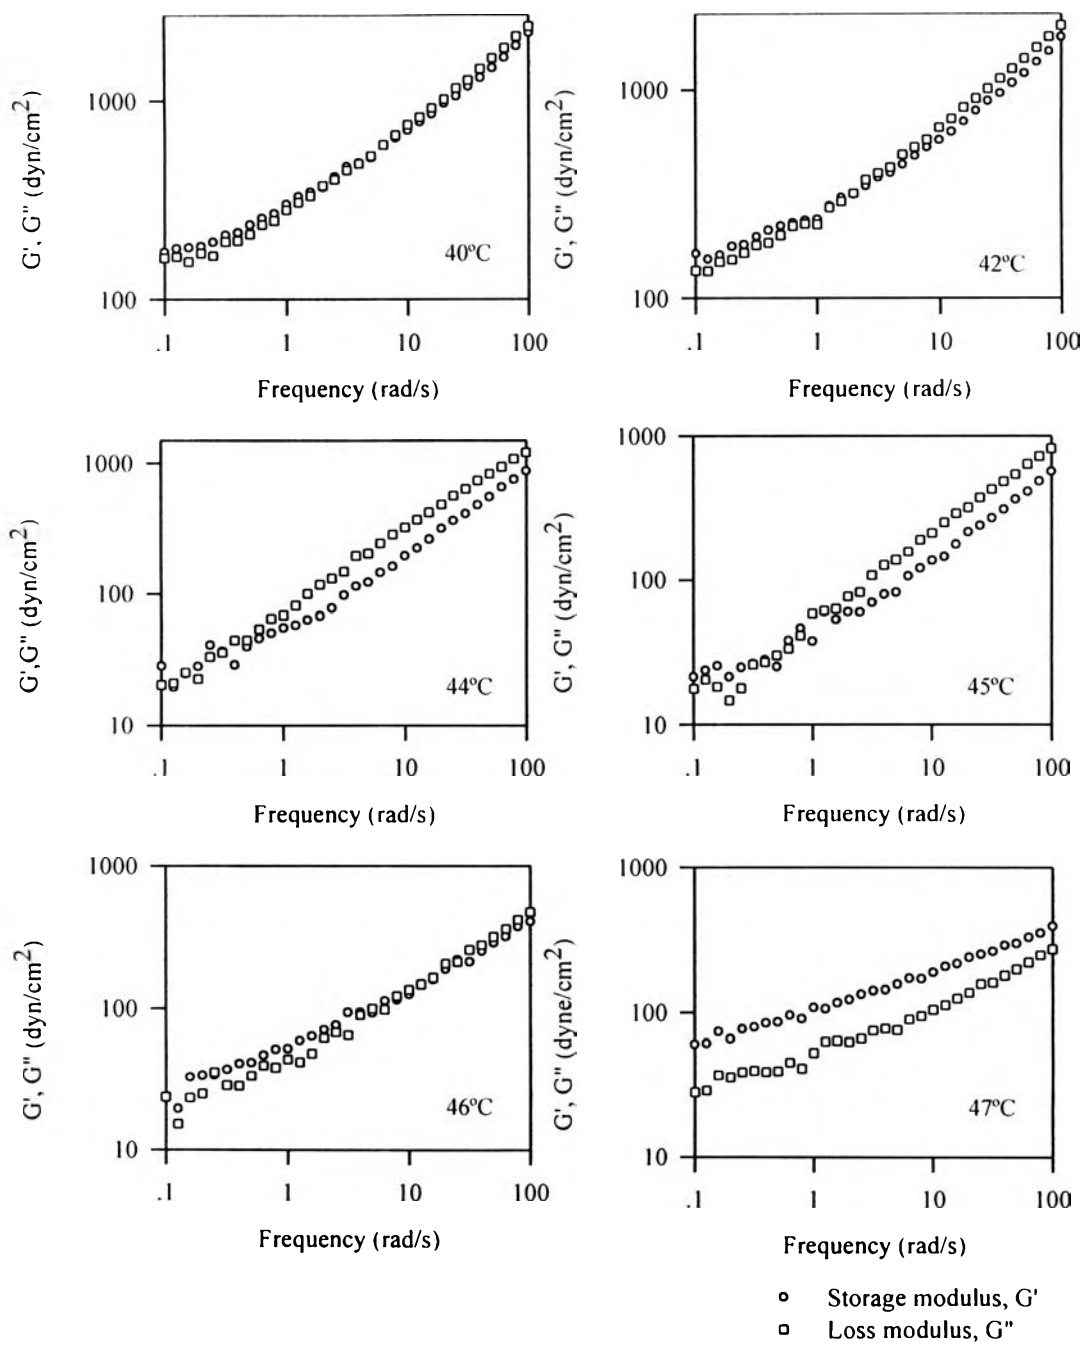 G', G" (dyn/cm2)
1000
100
40ºC
.1 1 10 100
Frequency (rad/s)
G', G" (dyn/cm2)
1000
100
42ºC
.1 1 10 100
Frequency (rad/s)
G',G" (dyn/cm2)
1000
100
10
44ºC
.1 1 10 100
Frequency (rad/s)
G', G" (dyn/cm2)
1000
100
10
45ºC
.1 1 10 100
Frequency (rad/s)
G', G" (dyn/cm2)
1000
100
10
46ºC
.1 1 10 100
Frequency (rad/s)
G', G" (dyne/cm2)
1000
100
10
47ºC
.1 1 10 100
Frequency (rad/s)
Storage modulus, G'
Loss modulus, G"